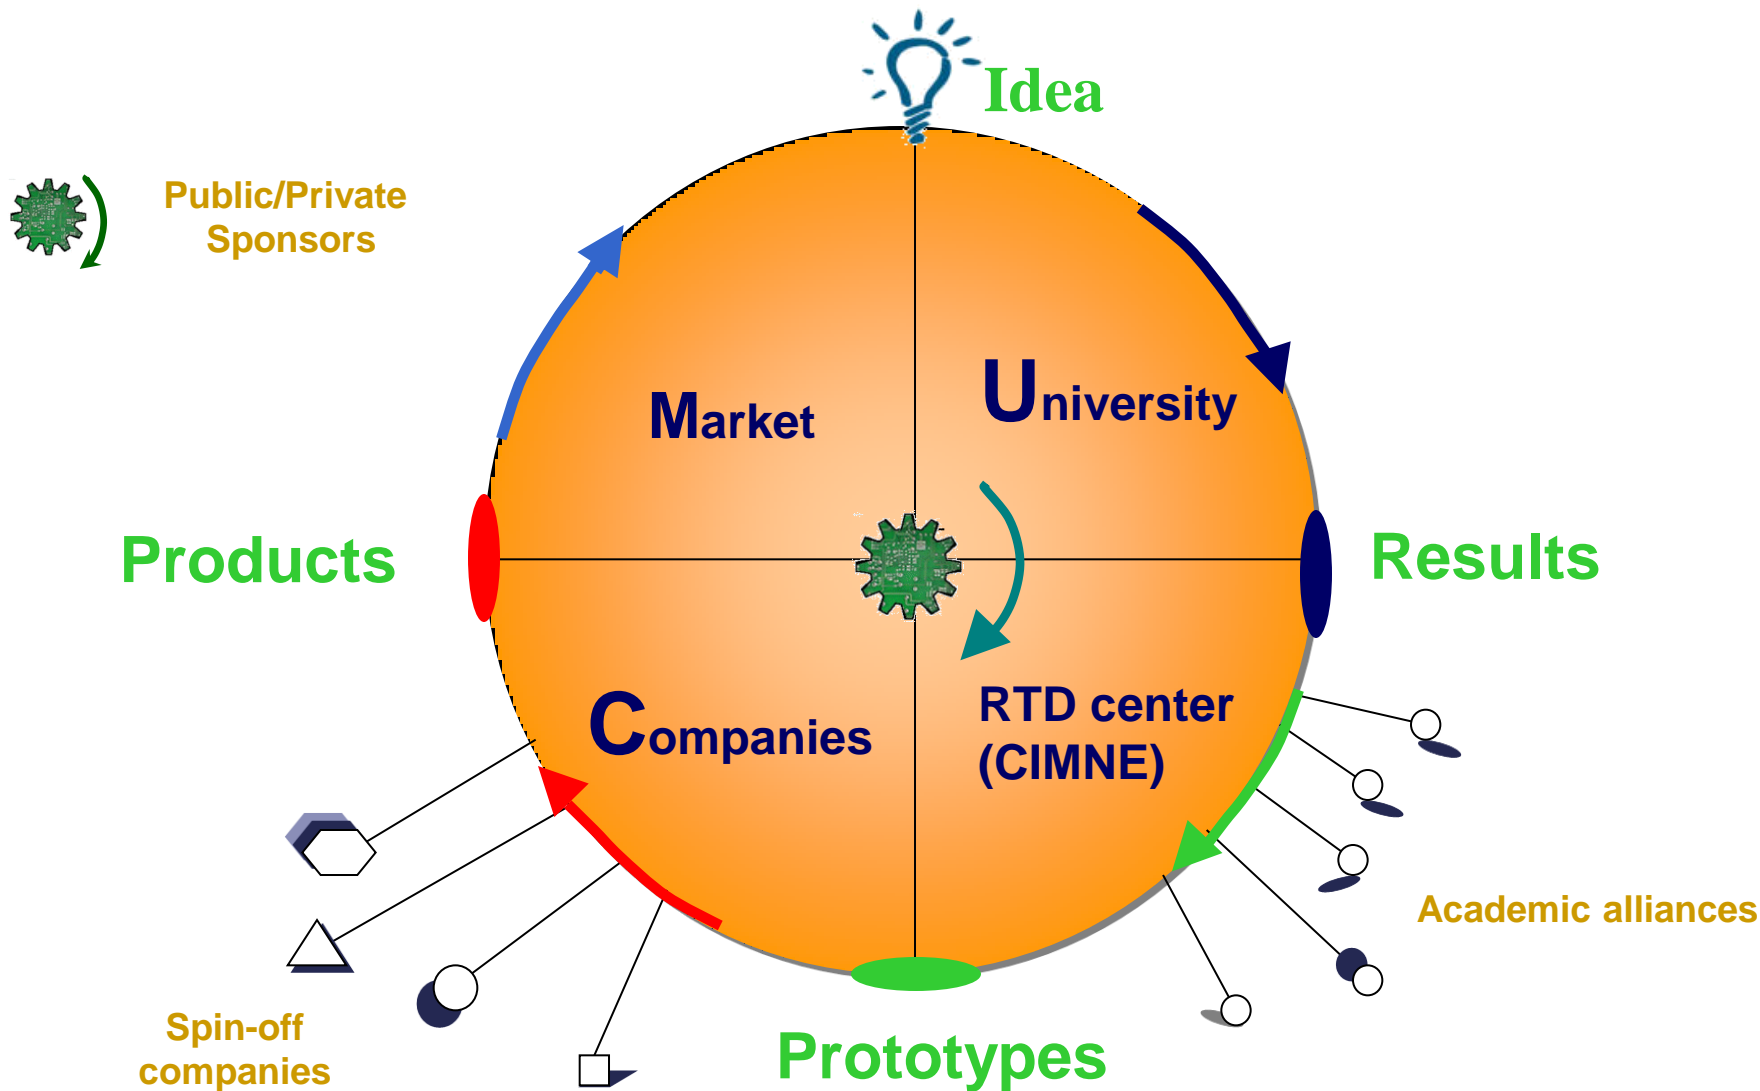 Idea
Public/Private
Sponsors
University
Market
Products
Results
RTD center
(CIMNE)
Companies
Academic alliances
Spin-off
companies
Prototypes